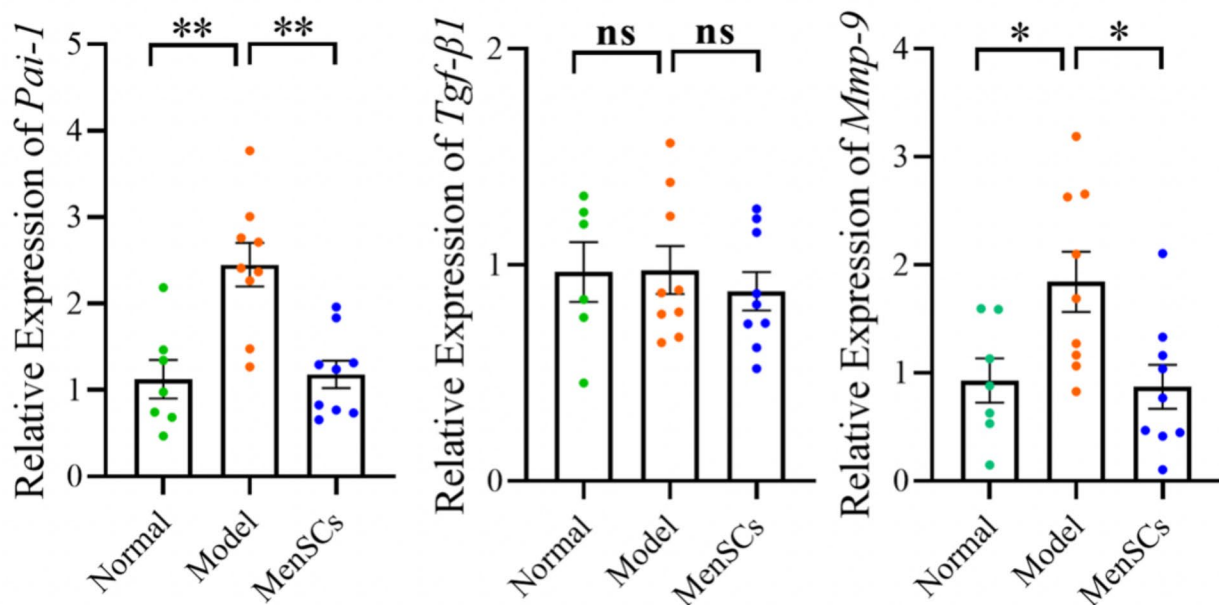 Relative Expression of Pai-1
** **
5
4
3
2
1
0
Normal Model MenSCs
Relative Expression of Tgf-β1
ns ns
2
1
0
Normal Model MenSCs
Relative Expression of Mmp-9
* *
4
3
2
1
0
Normal Model MenSCs